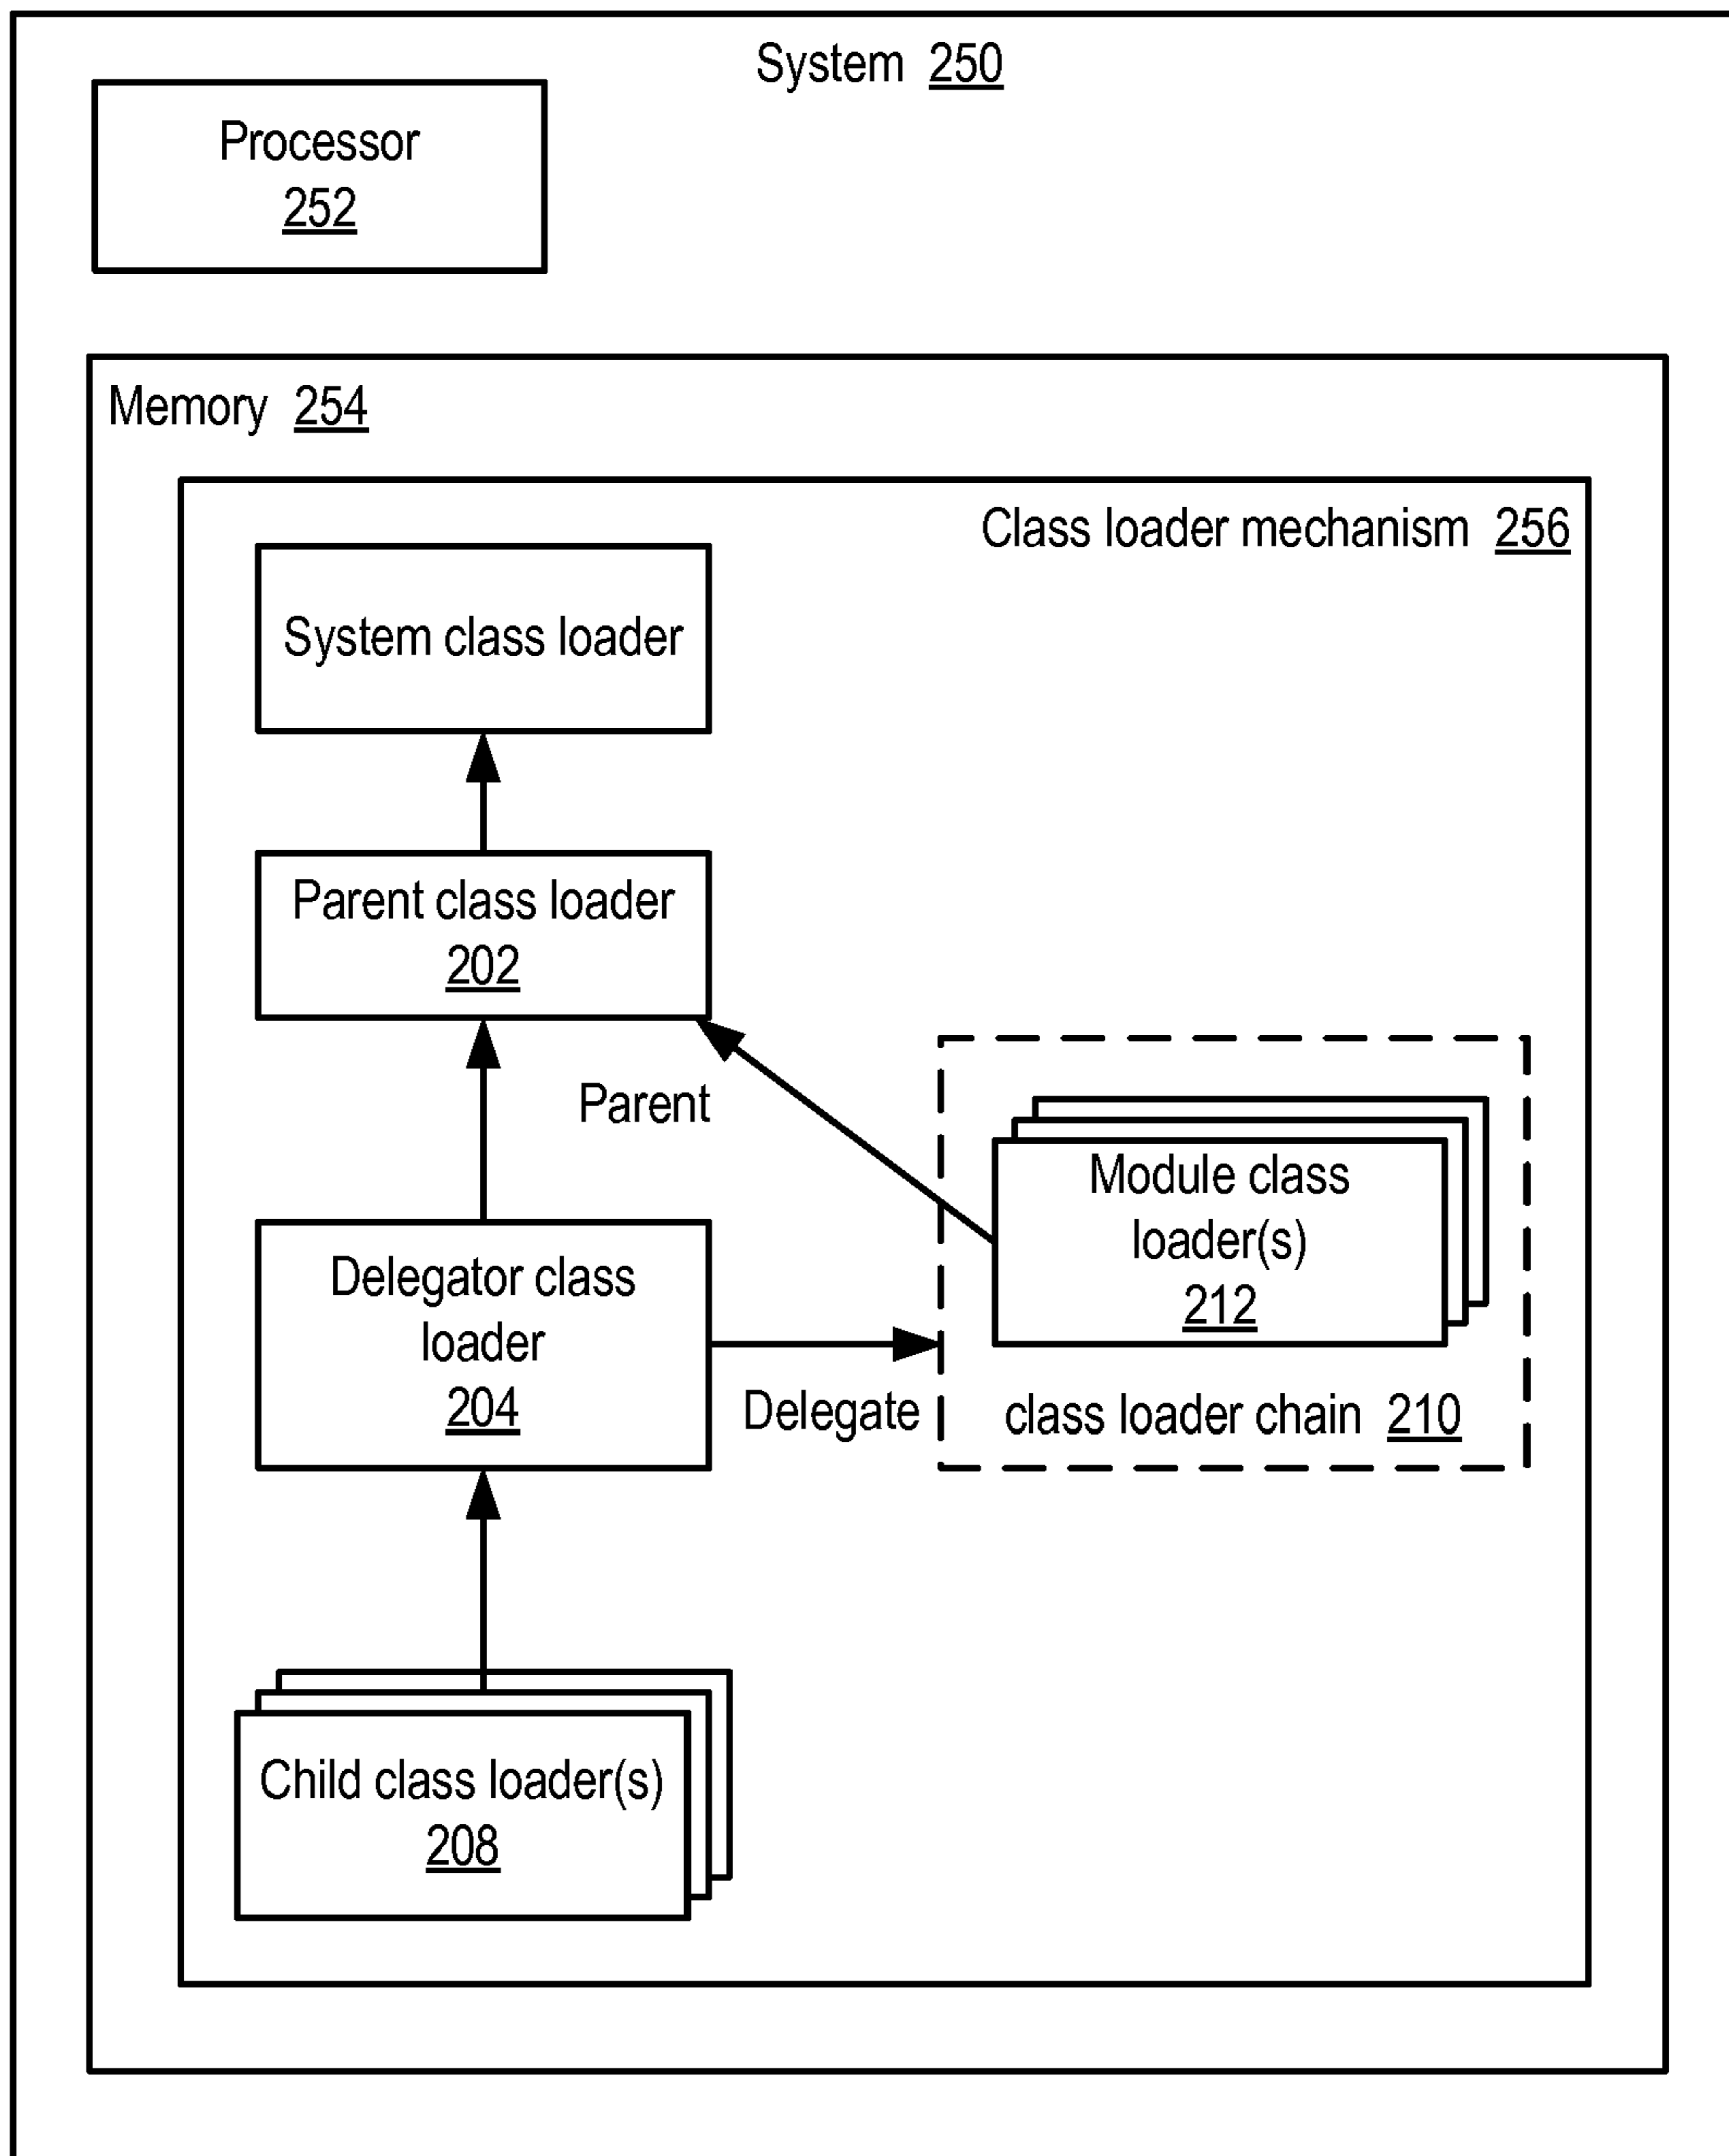 System 250
Processor
252
Memory 254
Class loader mechanism 256
System class loader
Parent class loader
202
Parent
Module class
loader(s)
212
Delegator class
loader
204
Delegate
class loader chain 210
Child class loader(s)
208